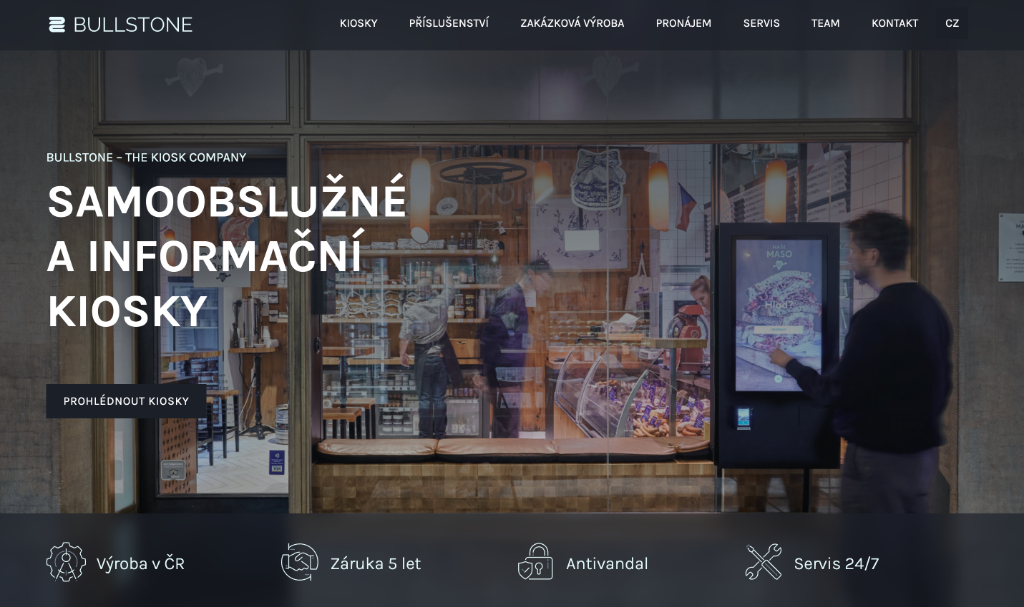 BULLSTONE
KIOSKY
PŘÍSLUŠENSTVÍ
ZAKÁZKOVÁ VÝROBA
PRONÁJEM
SERVIS
TEAM
KONTAKT
CZ
BULLSTONE – THE KIOSK COMPANY
SAMOOBSLUŽNÉ
A INFORMAČNÍ
KIOSKY
MASO
PROHLÉDNOUT KIOSKY
Výroba v ČR
Záruka 5 let
Antivandal
Servis 24/7